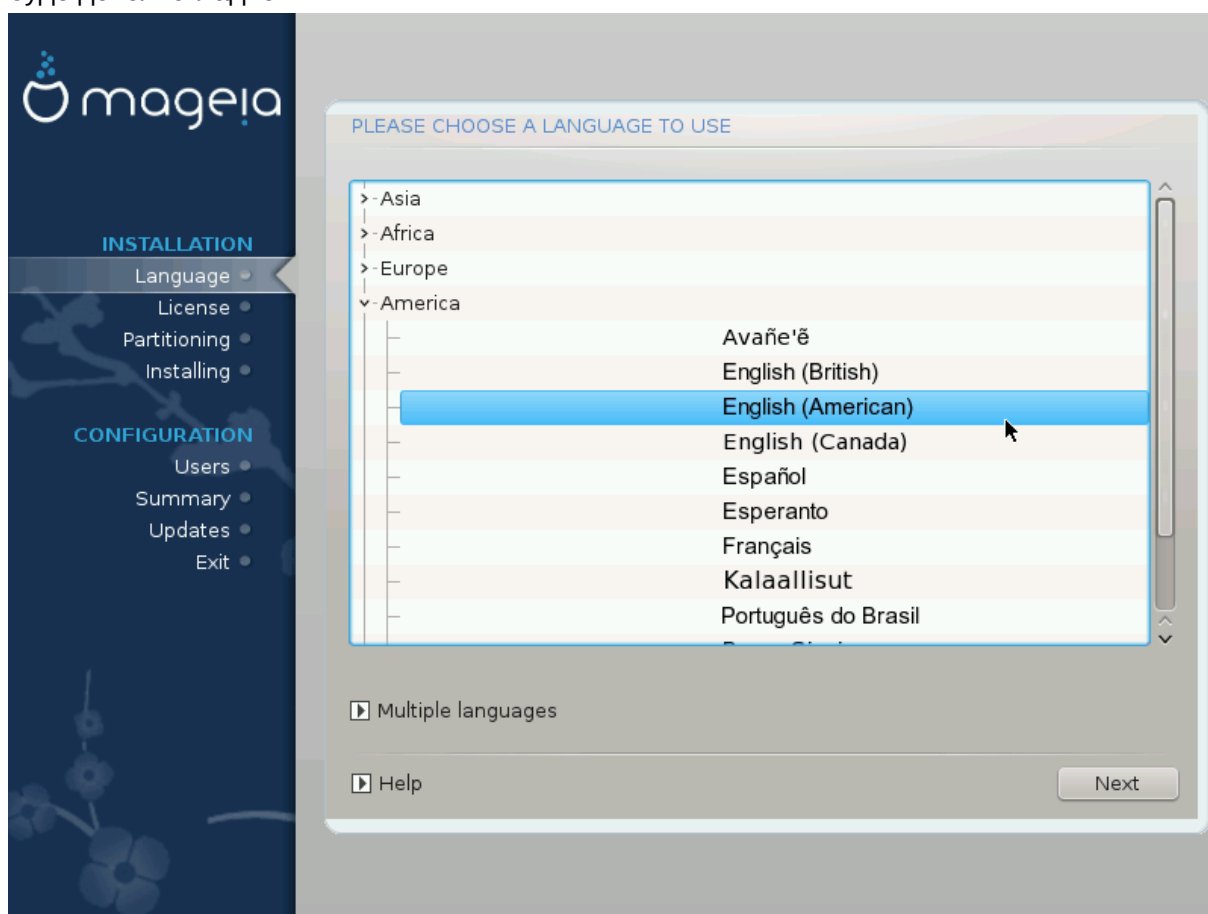 mageia
PLEASE CHOOSE A LANGUAGE TO USE
Asia
Africa
Europe
America
Avañe'ẽ
English (British)
English (American)
English (Canada)
Español
Esperanto
Français
Kalaallisut
Português do Brasil
INSTALLATION
Language
License
Partitioning
Installing
CONFIGURATION
Users
Summary
Updates
Exit
Multiple languages
Help
Next